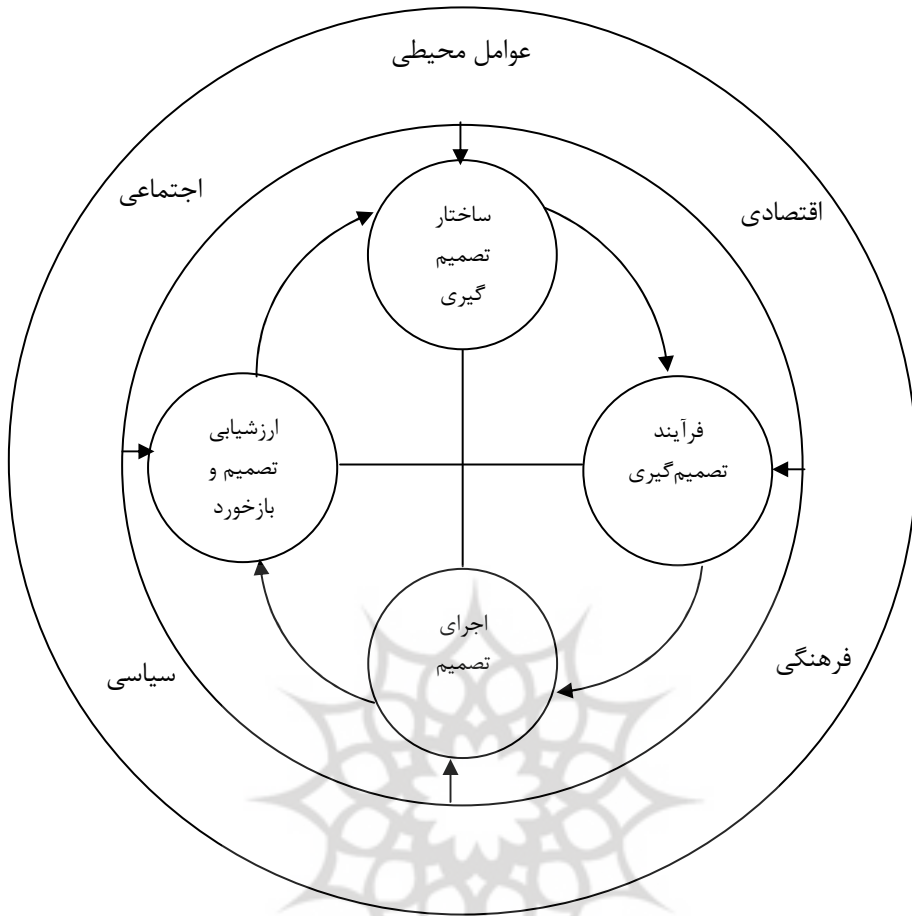 عوامل محیطی
اجتماعی
اقتصادی
ساختار
تصمیم
گیری
ارزشیابی
تصمیم و
بازخورد
فرآیند
تصمیم‌گیری
اجرای
تصمیم
سیاسی
فرهنگی